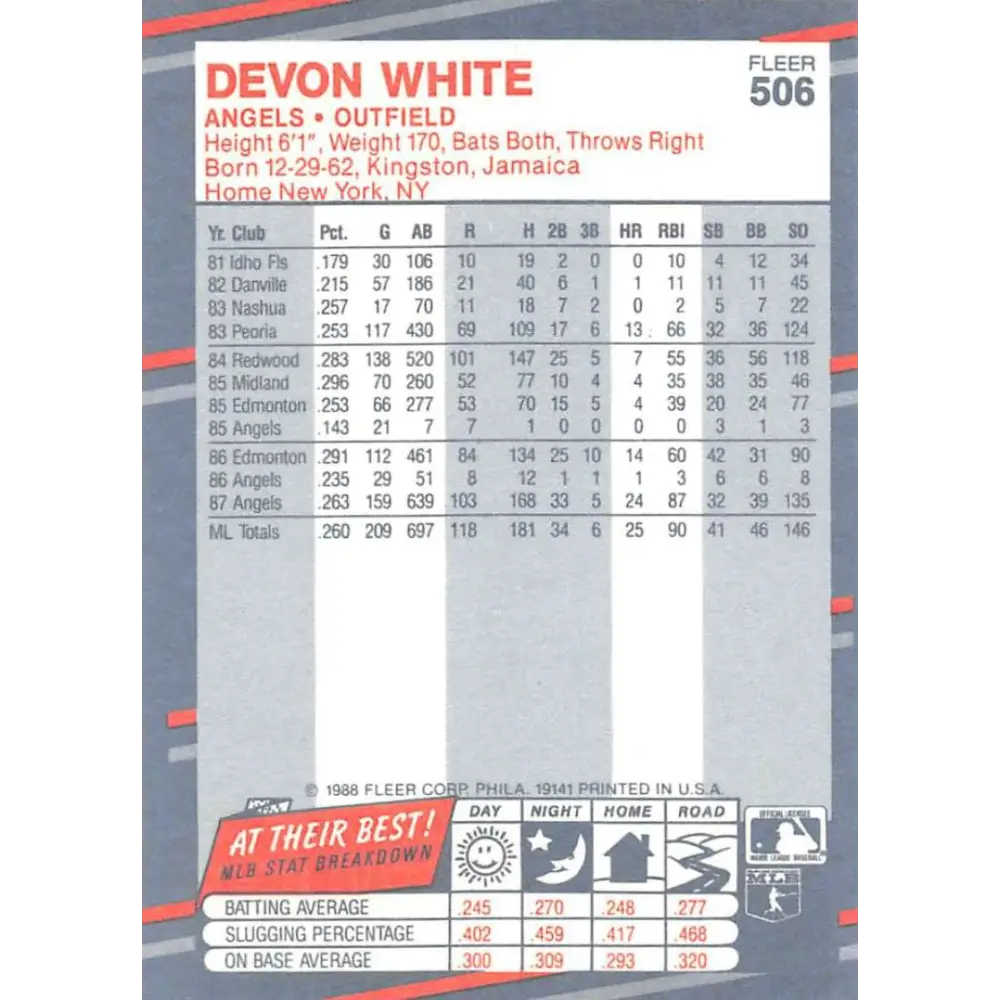 DEVON WHITE
FLEER
506
ANGELS • OUTFIELD
Height 6'1", Weight 170, Bats Both, Throws Right
Born 12-29-62, Kingston, Jamaica
Home New York, NY
Yr. Club Pct. G AB R H 2B 3B HR RBI SB BB SO
81 Idho Fls .179 30 106 10 19 2 0 0 10 4 12 34
82 Danville .215 57 186 21 40 6 1 1 11 11 11 45
83 Nashua .257 17 70 11 18 7 2 0 2 5 7 22
83 Peoria .253 117 430 69 109 17 6 13 66 32 36 124
84 Redwood .283 138 520 101 147 25 5 7 55 36 56 118
85 Midland .296 70 260 52 77 10 4 4 35 38 35 46
85 Edmonton .253 66 277 53 70 15 5 4 39 20 24 77
85 Angels .143 21 7 7 1 0 0 0 0 3 1 3
86 Edmonton .291 112 461 84 134 25 10 14 60 42 31 90
86 Angels .235 29 51 8 12 1 1 1 3 6 6 8
87 Angels .263 159 639 103 168 33 5 24 87 32 39 135
ML Totals .260 209 697 118 181 34 6 25 90 41 46 146
© 1988 FLEER CORP. PHILA. 19141 PRINTED IN U.S.A.
AT THEIR BEST!
MLB STAT BREAKDOWN
DAY NIGHT HOME ROAD
OFFICIAL LICENSEE
MAJOR LEAGUE BASEBALL
MLB
BATTING AVERAGE .245 .270 .248 .277
SLUGGING PERCENTAGE .402 .459 .417 .468
ON BASE AVERAGE .300 .309 .293 .320